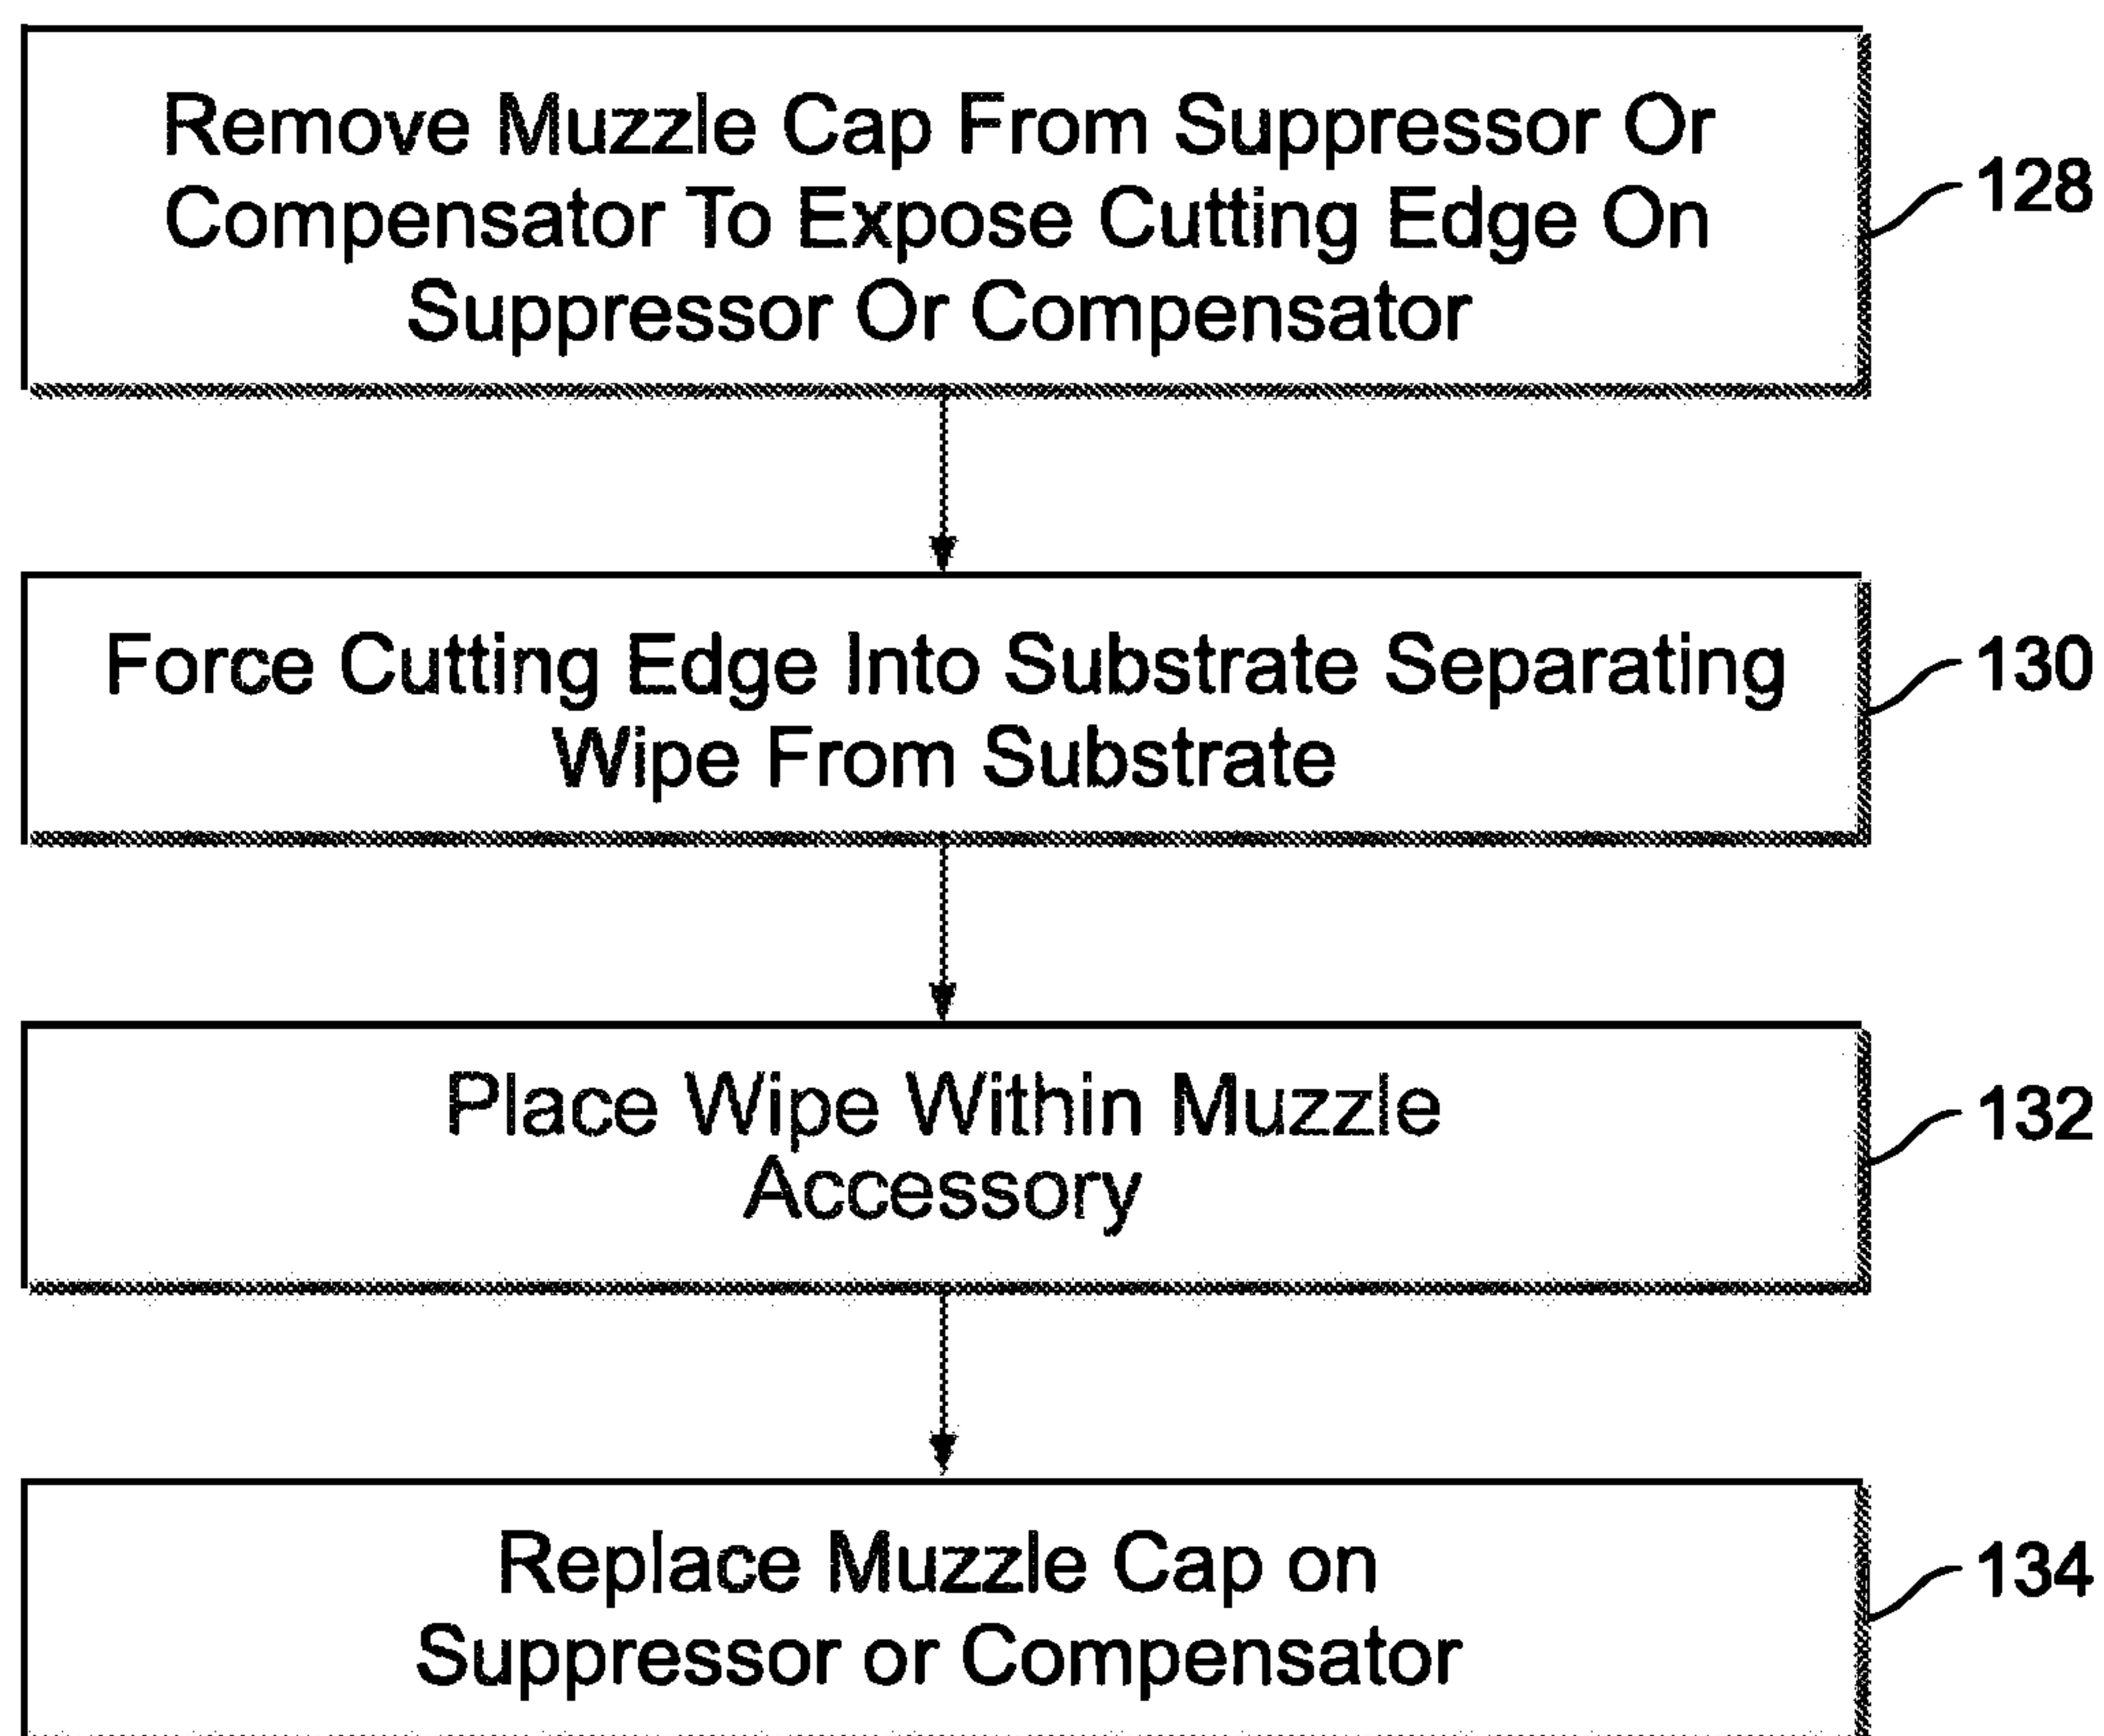 Remove Muzzle Cap From Suppressor Or
Compensator To Expose Cutting Edge On
Suppressor Or Compensator
128
Force Cutting Edge Into Substrate Separating
Wipe From Substrate
130
Place Wipe Within Muzzle
Accessory
132
Replace Muzzle Cap on
Suppressor or Compensator
134